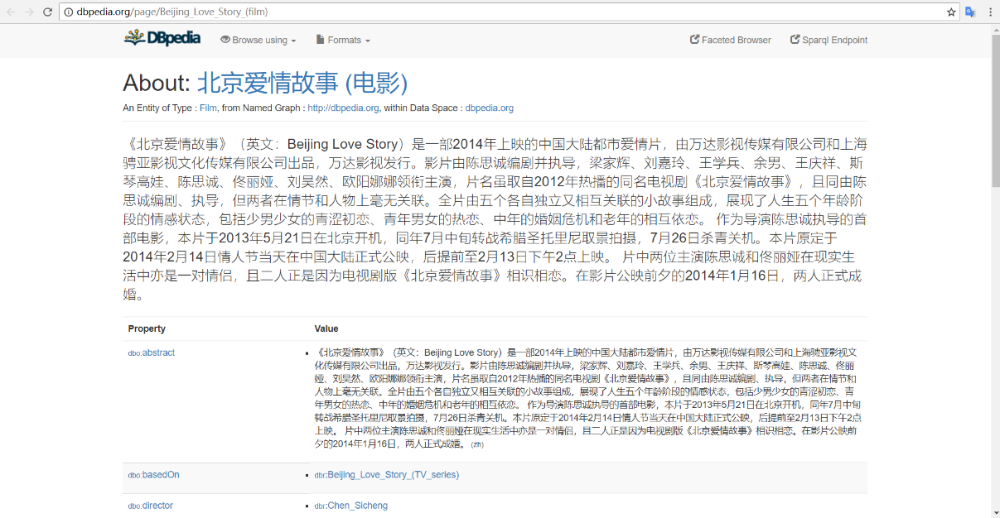 dbpedia.org/page/Beijing_Love_Story_(film)
DBpedia Browse using Formats Faceted Browser Sparql Endpoint
About: 北京爱情故事 (电影)
An Entity of Type : Film, from Named Graph : http://dbpedia.org, within Data Space : dbpedia.org
《北京爱情故事》（英文：Beijing Love Story）是一部2014年上映的中国大陆都市爱情片，由万达影视传媒有限公司和上海
骋亚影视文化传媒有限公司出品，万达影视发行。影片由陈思诚编剧并执导，梁家辉、刘嘉玲、王学兵、余男、王庆祥、斯
琴高娃、陈思诚、佟丽娅、刘昊然、欧阳娜娜领衔主演，片名虽取自2012年热播的同名电视剧《北京爱情故事》，且同由陈
思诚编剧、执导，但两者在情节和人物上毫无关联。全片由五个各自独立又相互关联的小故事组成，展现了人生五个年龄阶
段的情感状态，包括少男少女的青涩初恋、青年男女的热恋、中年的婚姻危机和老年的相互依恋。 作为导演陈思诚执导的首
部电影，本片于2013年5月21日在北京开机，同年7月中旬转战希腊圣托里尼取景拍摄，7月26日杀青关机。本片原定于
2014年2月14日情人节当天在中国大陆正式公映，后提前至2月13日下午2点上映。 片中两位主演陈思诚和佟丽娅在现实生
活中亦是一对情侣，且二人正是因为电视剧版《北京爱情故事》相识相恋。在影片公映前夕的2014年1月16日，两人正式成
婚。
Property Value
dbo:abstract
《北京爱情故事》（英文：Beijing Love Story）是一部2014年上映的中国大陆都市爱情片，由万达影视传媒有限公司和上海骋亚影视文
化传媒有限公司出品，万达影视发行。影片由陈思诚编剧并执导，梁家辉、刘嘉玲、王学兵、余男、王庆祥、斯琴高娃、陈思诚、佟丽
娅、刘昊然、欧阳娜娜领衔主演，片名虽取自2012年热播的同名电视剧《北京爱情故事》，且同由陈思诚编剧、执导，但两者在情节和
人物上毫无关联。全片由五个各自独立又相互关联的小故事组成，展现了人生五个年龄阶段的情感状态，包括少男少女的青涩初恋、青
年男女的热恋、中年的婚姻危机和老年的相互依恋。 作为导演陈思诚执导的首部电影，本片于2013年5月21日在北京开机，同年7月中旬
转战希腊圣托里尼取景拍摄，7月26日杀青关机。本片原定于2014年2月14日情人节当天在中国大陆正式公映，后提前至2月13日下午2点
上映。 片中两位主演陈思诚和佟丽娅在现实生活中亦是一对情侣，且二人正是因为电视剧版《北京爱情故事》相识相恋。在影片公映前
夕的2014年1月16日，两人正式成婚。 (zh)
dbo:basedOn dbr:Beijing_Love_Story_(TV_series)
dbo:director dbr:Chen_Sicheng